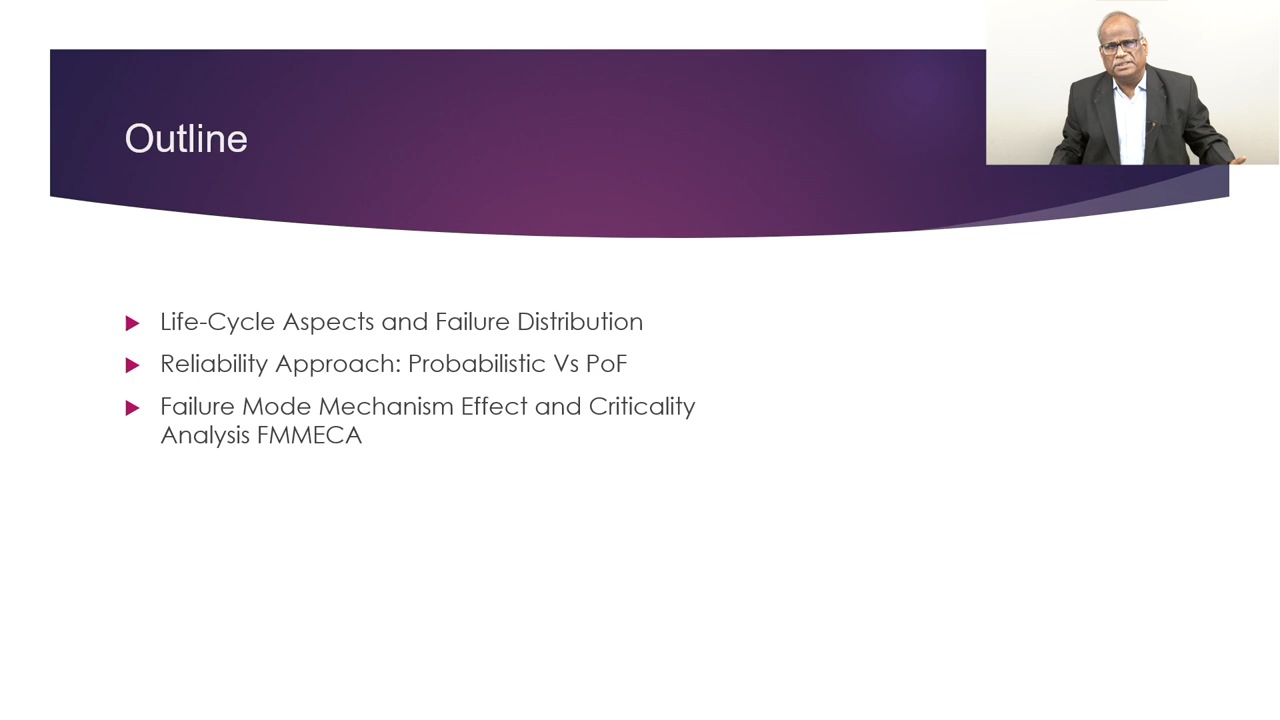 Outline
Life-Cycle Aspects and Failure Distribution
Reliability Approach: Probabilistic Vs PoF
Failure Mode Mechanism Effect and Criticality
Analysis FMMECA